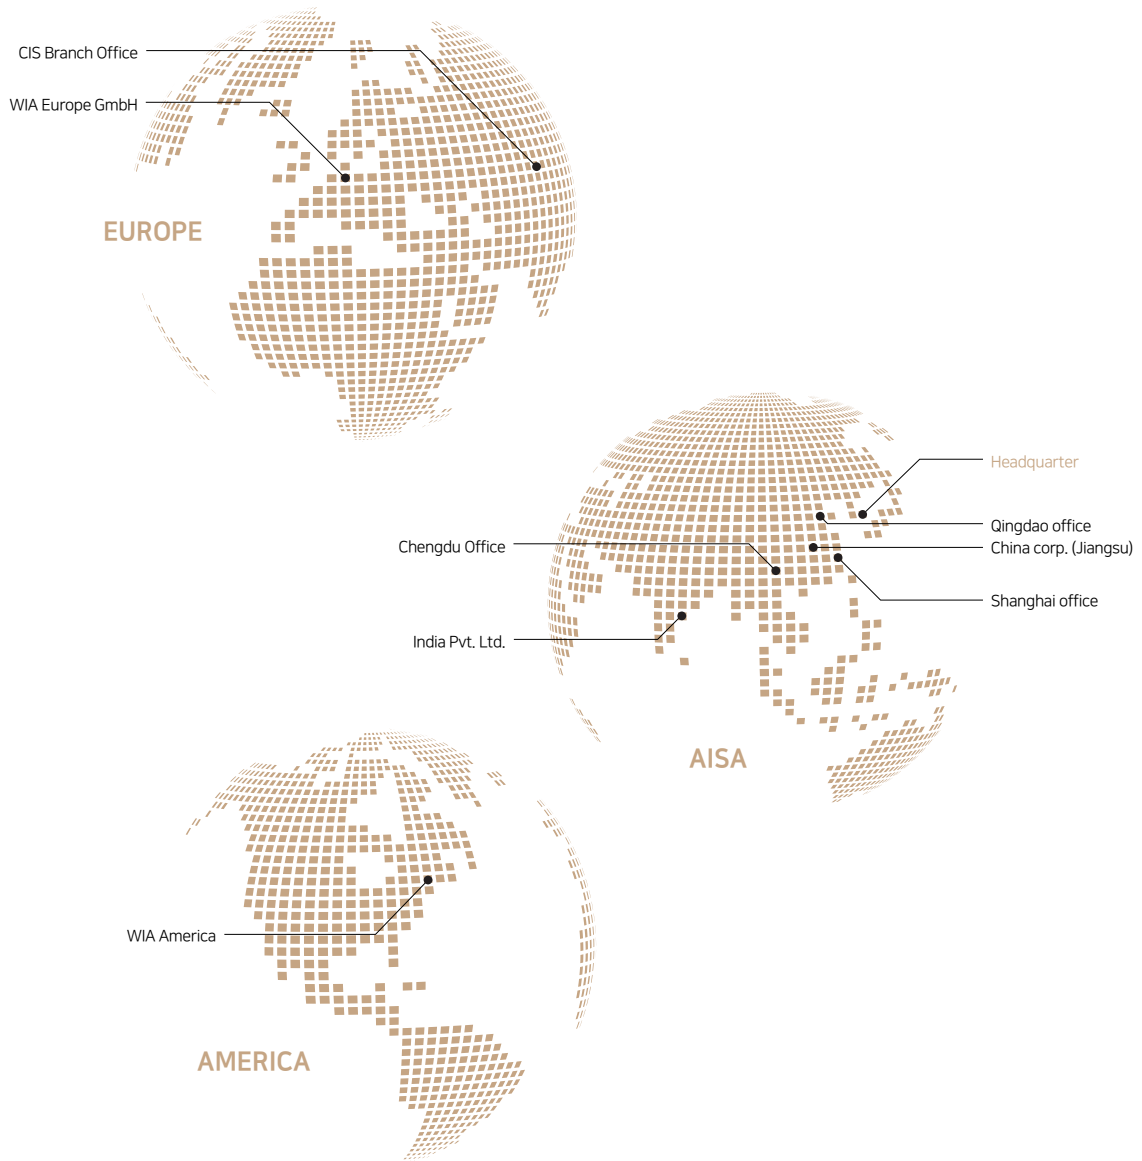 CIS Branch Office
WIA Europe GmbH
EUROPE
Headquarter
Qingdao office
Chengdu Office
China corp. (Jiangsu)
Shanghai office
India Pvt. Ltd.
AISA
WIA America
AMERICA